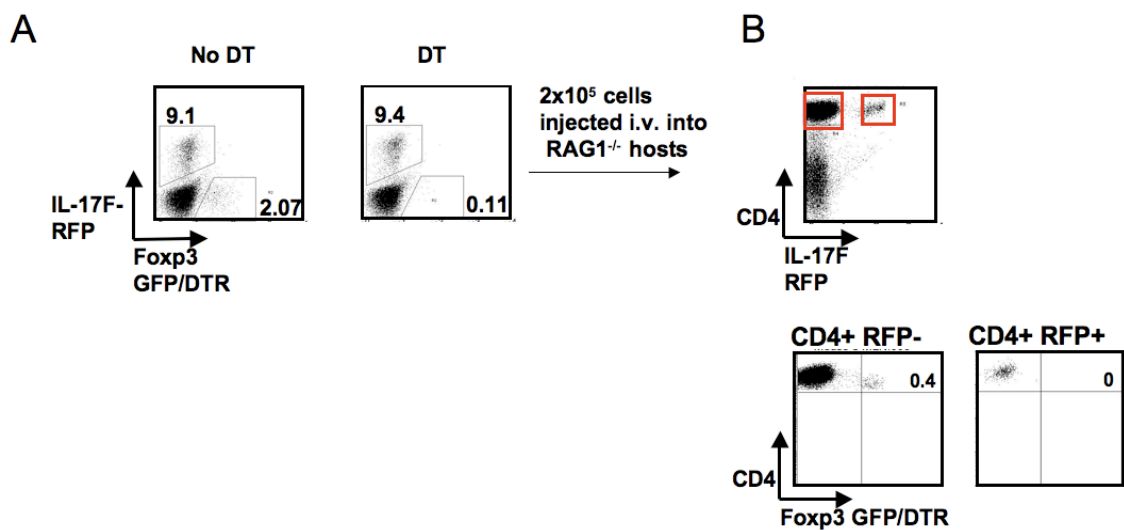 A
B
No DT
DT
9.1
9.4
2x10⁵ cells
injected i.v. into
RAG1-/- hosts
IL-17F-
RFP
2.07
0.11
Foxp3
GFP/DTR
CD4
IL-17F
RFP
CD4+ RFP-
CD4+ RFP+
0.4
0
CD4
Foxp3 GFP/DTR